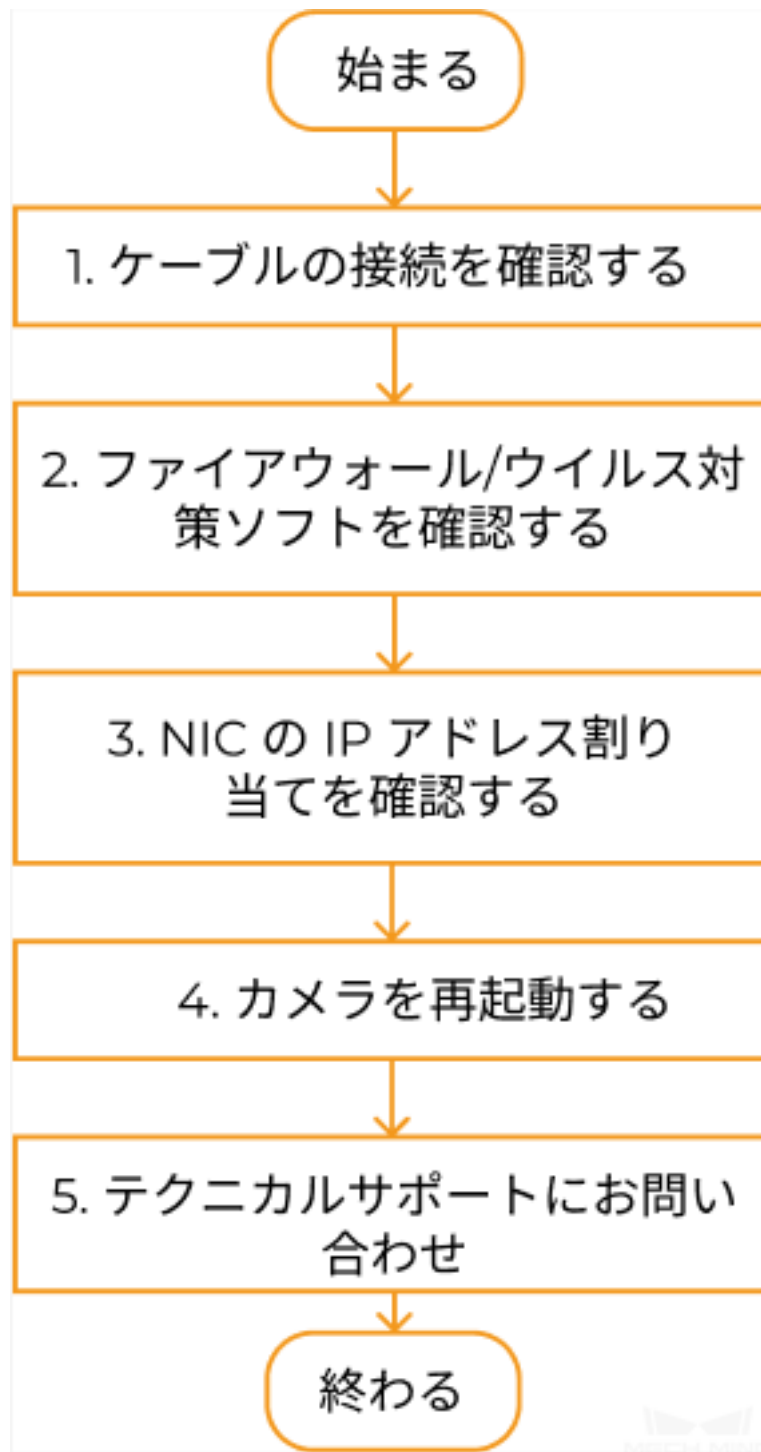 始まる
1. ケーブルの接続を確認する
2. ファイアウォール/ウイルス対
策ソフトを確認する
3. NIC の IP アドレス割り
当てを確認する
4. カメラを再起動する
5. テクニカルサポートにお問い
合わせ
終わる